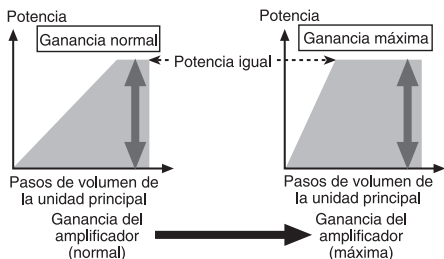 Potencia
Ganancia normal
Potencia igual
Pasos de volumen de
la unidad principal
Ganancia del
amplificador
(normal)
Potencia
Ganancia máxima
Pasos de volumen de
la unidad principal
Ganancia del
amplificador
(máxima)